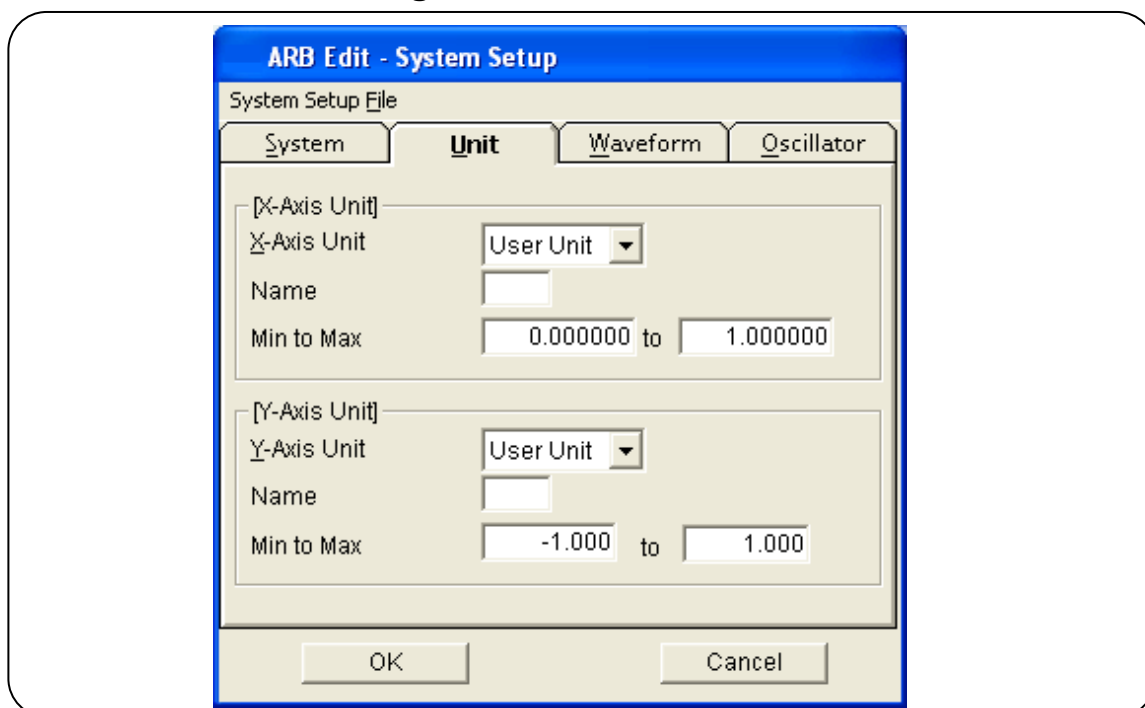 ARB Edit - System Setup
System Setup File
System Unit Waveform Oscillator
[X-Axis Unit]
X-Axis Unit User Unit
Name
Min to Max 0.000000 to 1.000000
[Y-Axis Unit]
Y-Axis Unit User Unit
Name
Min to Max -1.000 to 1.000
OK Cancel